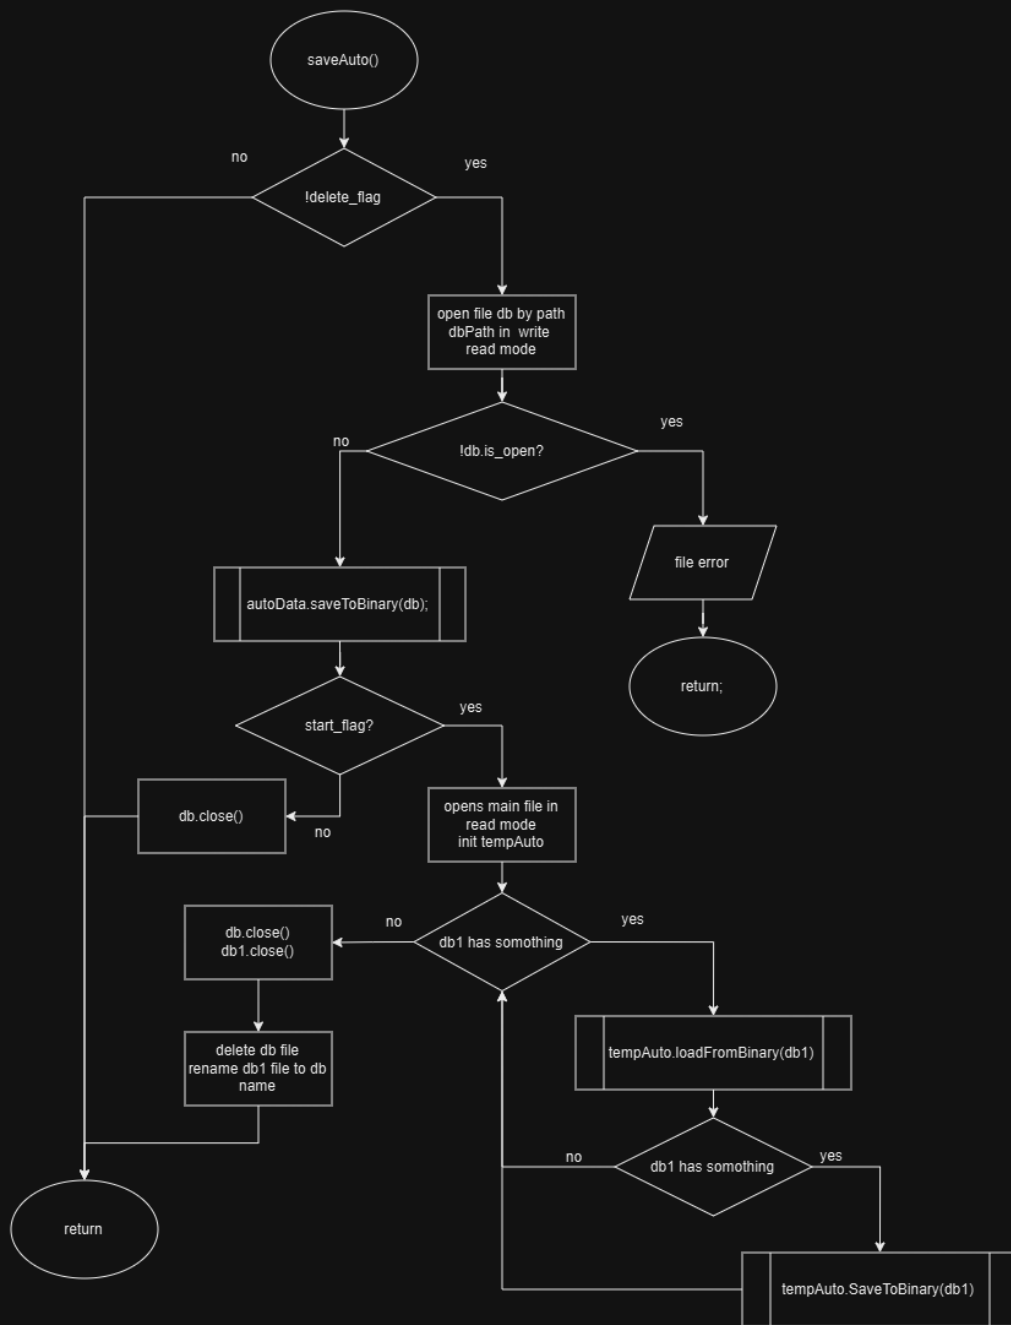 saveAuto()
no
yes
!delete_flag
open file db by path
dbPath in write
read mode
yes
no
!db.is_open?
file error
autoData.saveToBinary(db);
return;
yes
start_flag?
opens main file in
read mode
init tempAuto
db.close()
no
no
yes
db.close()
db1.close()
db1 has somothing
delete db file
rename db1 file to db
name
tempAuto.loadFromBinary(db1)
no
yes
db1 has somothing
return
tempAuto.SaveToBinary(db1)